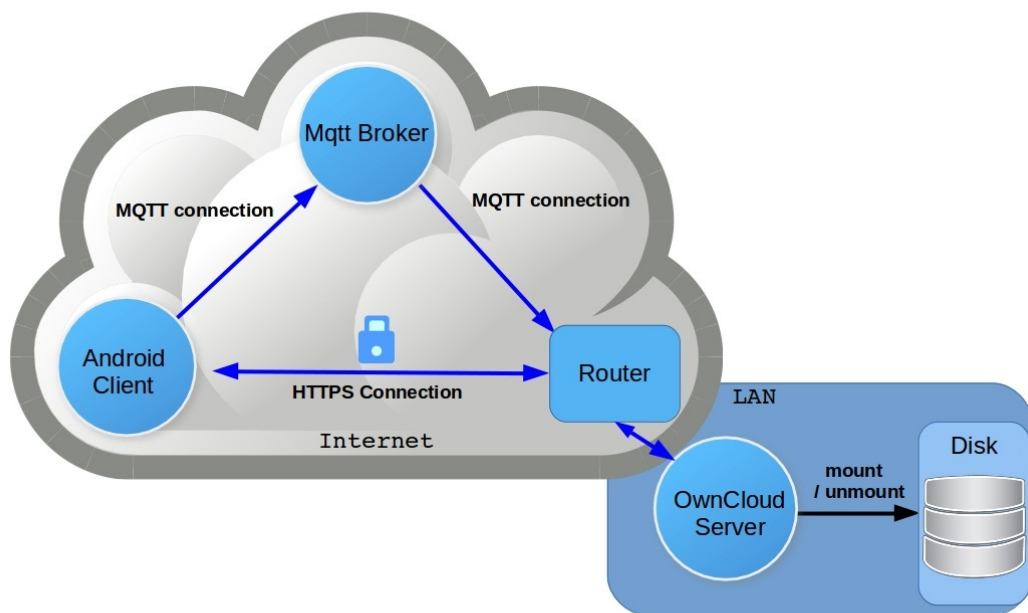 Mqtt Broker
MQTT connection
MQTT connection
Android
Client
HTTPS Connection
Router
Internet
LAN
OwnCloud
Server
mount
/ unmount
Disk